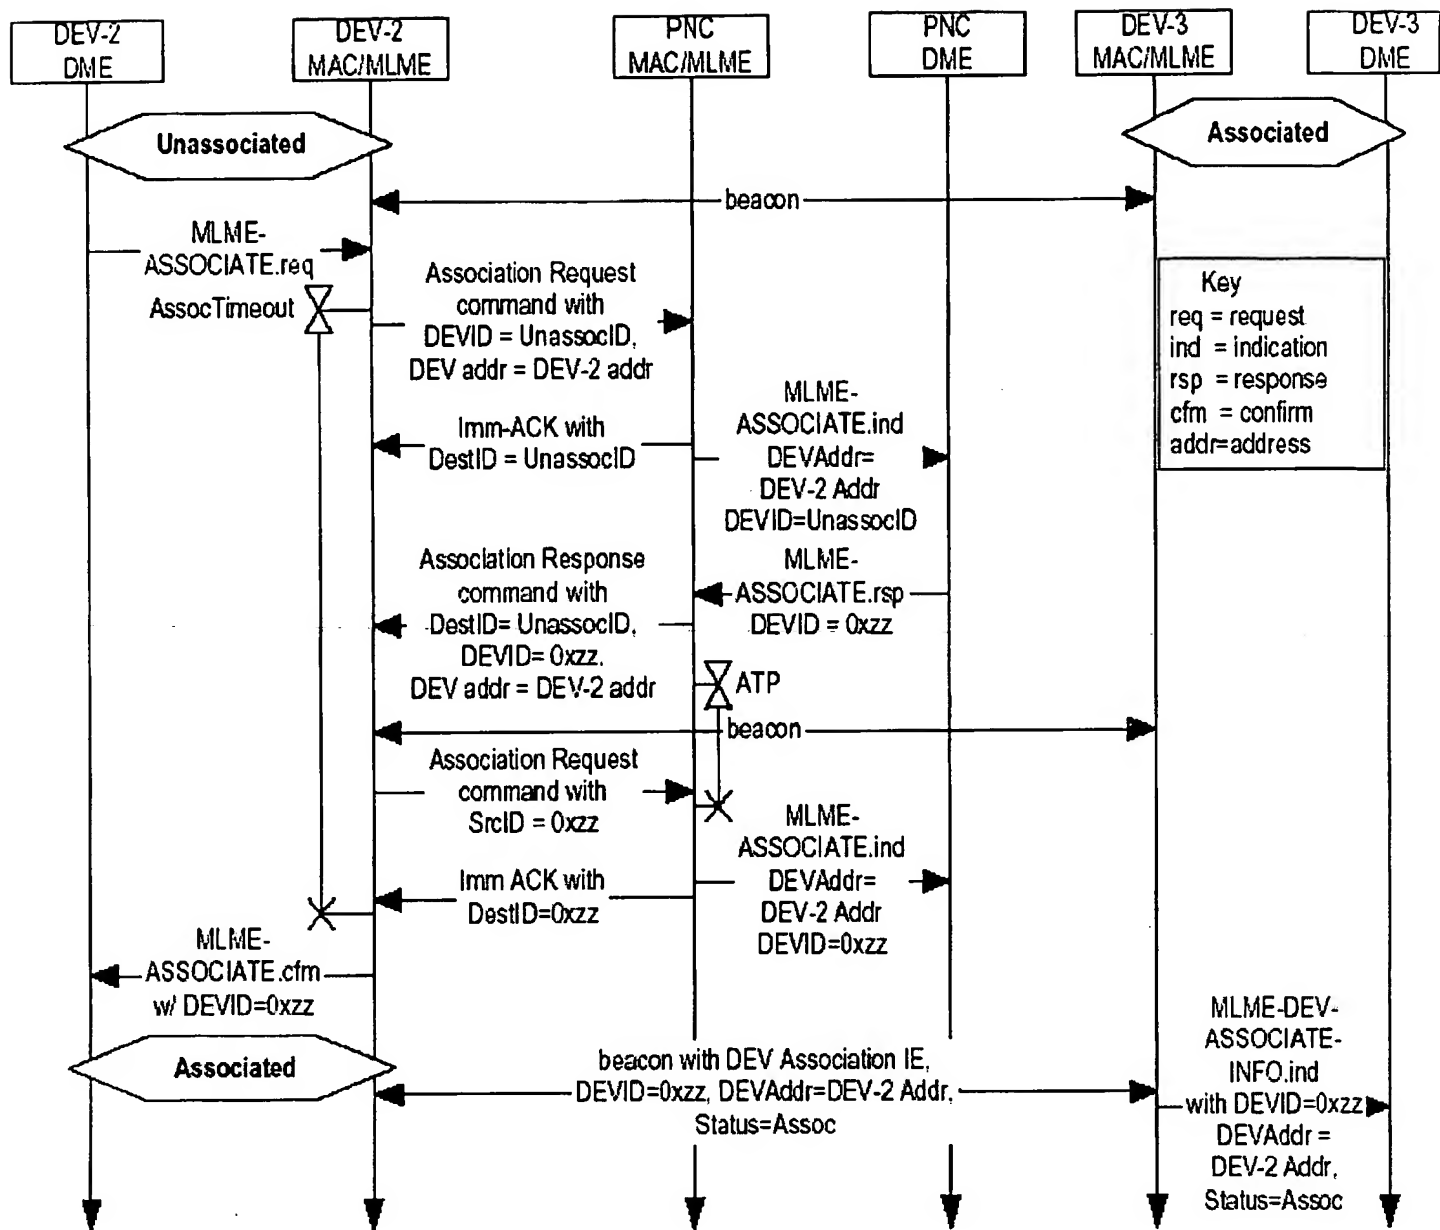 DEV-2
DME
DEV-2
MAC/MLME
PNC
MAC/MLME
PNC
DME
DEV-3
MAC/MLME
DEV-3
DME
Unassociated
Associated
beacon
MLME-
ASSOCIATE.req
AssocTimeout
Association Request
command with
DEVID = UnassocID,
DEV addr = DEV-2 addr
Key
req = request
ind = indication
rsp = response
cfm = confirm
addr=address
Imm-ACK with
DestID = UnassocID
MLME-
ASSOCIATE.ind
DEVAddr=
DEV-2 Addr
DEVID=UnassocID
MLME-
ASSOCIATE.rsp
DEVID = 0xzz
Association Response
command with
DestID= UnassocID,
DEVID= 0xzz,
DEV addr = DEV-2 addr
ATP
beacon
Association Request
command with
SrcID = 0xzz
MLME-
ASSOCIATE.ind
DEVAddr=
DEV-2 Addr
DEVID=0xzz
Imm ACK with
DestID=0xzz
MLME-
ASSOCIATE.cfm
w/ DEVID=0xzz
Associated
beacon with DEV Association IE,
DEVID=0xzz, DEVAddr=DEV-2 Addr,
Status=Assoc
MLME-DEV-
ASSOCIATE-
INFO.ind
with DEVID=0xzz
DEVAddr =
DEV-2 Addr,
Status=Assoc